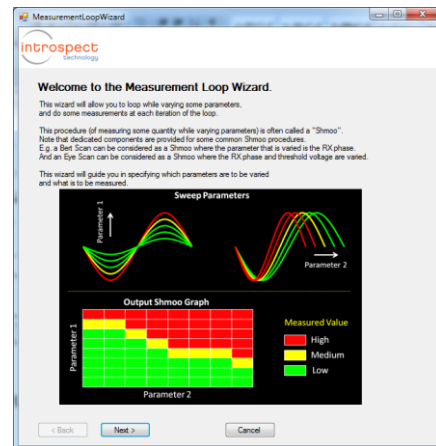 MeasurementLoopWizard
introspect
technology
Welcome to the Measurement Loop Wizard.
This wizard will allow you to loop while varying some parameters,
and do some measurements at each iteration of the loop.
This procedure (of measuring some quantity while varying parameters) is often called a "Shmoo".
Note that dedicated components are provided for some common Shmoo procedures.
E.g. a Bert Scan can be considered as a Shmoo where the parameter that is varied is the RX phase.
And an Eye Scan can be considered as a Shmoo where the RX phase and threshold voltage are varied.
This wizard will guide you in specifying which parameters are to be varied
and what is to be measured.
Sweep Parameters
Parameter 1
Parameter 2
Output Shmoo Graph
Parameter 1
Parameter 2
Measured Value
High
Medium
Low
< Back
Next >
Cancel